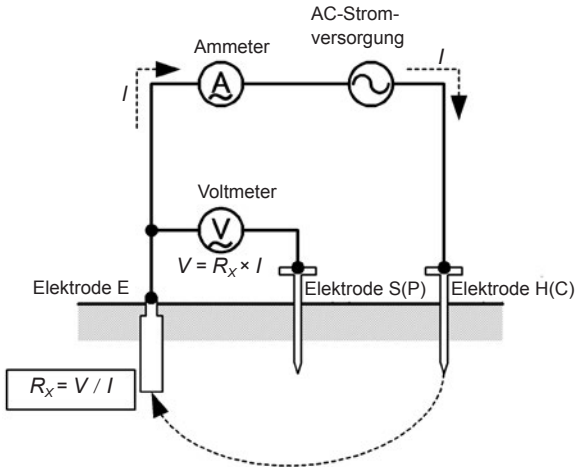 AC-Strom-
versorgung
Ammeter
I
A
I
Voltmeter
V
V = Rₓ × I
Elektrode E
Elektrode S(P)
Elektrode H(C)
Rₓ = V / I